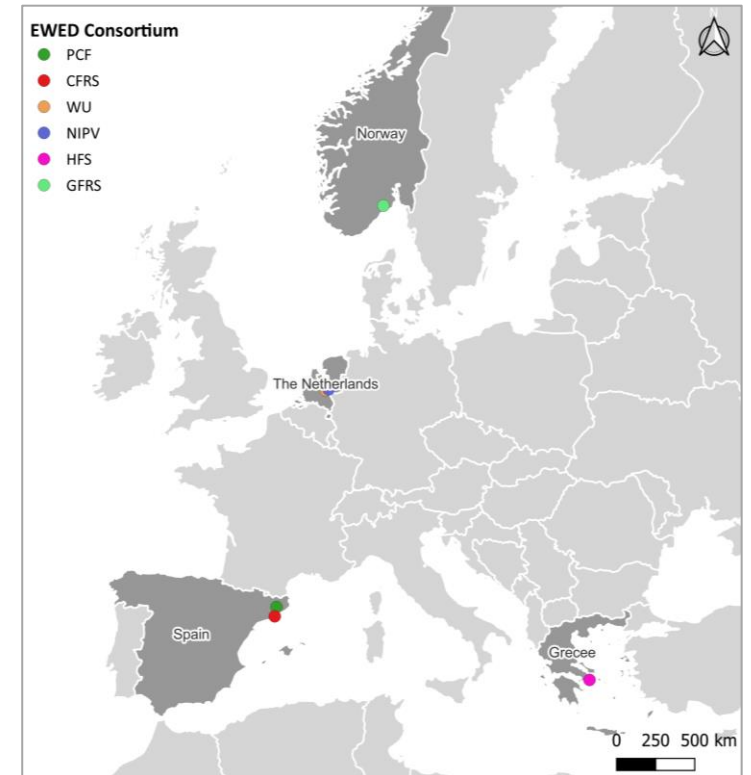 EWED Consortium
PCF
CFRS
WU
NIPV
HFS
GFRS
N
Norway
The Netherlands
Spain
Grecee
0 250 500 km